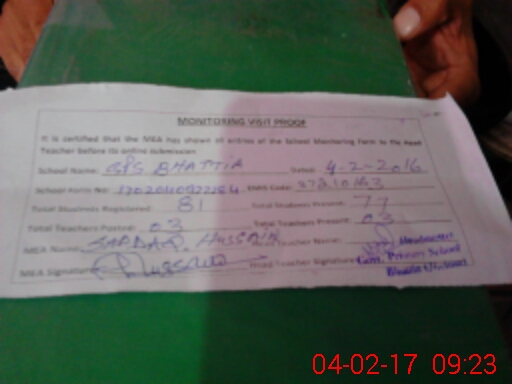 MONITORING VISIT PROOF
It is certified that the MEA has shown all entries of the School Monitoring Form to the Head
Teacher before its online submission
School Name: GPS BHATTIA Dated: 4-2-2016
School Form No: EMIS Code:
Total Students Registered: 81 Total Students Present: 77
Total Teachers Posted: 03 Total Teachers Present: 03
MEA Name: HUSSAIN Teacher Name: Headmaster
MEA Signature Head Teacher Signature Govt. Primary School
04-02-17 09:23